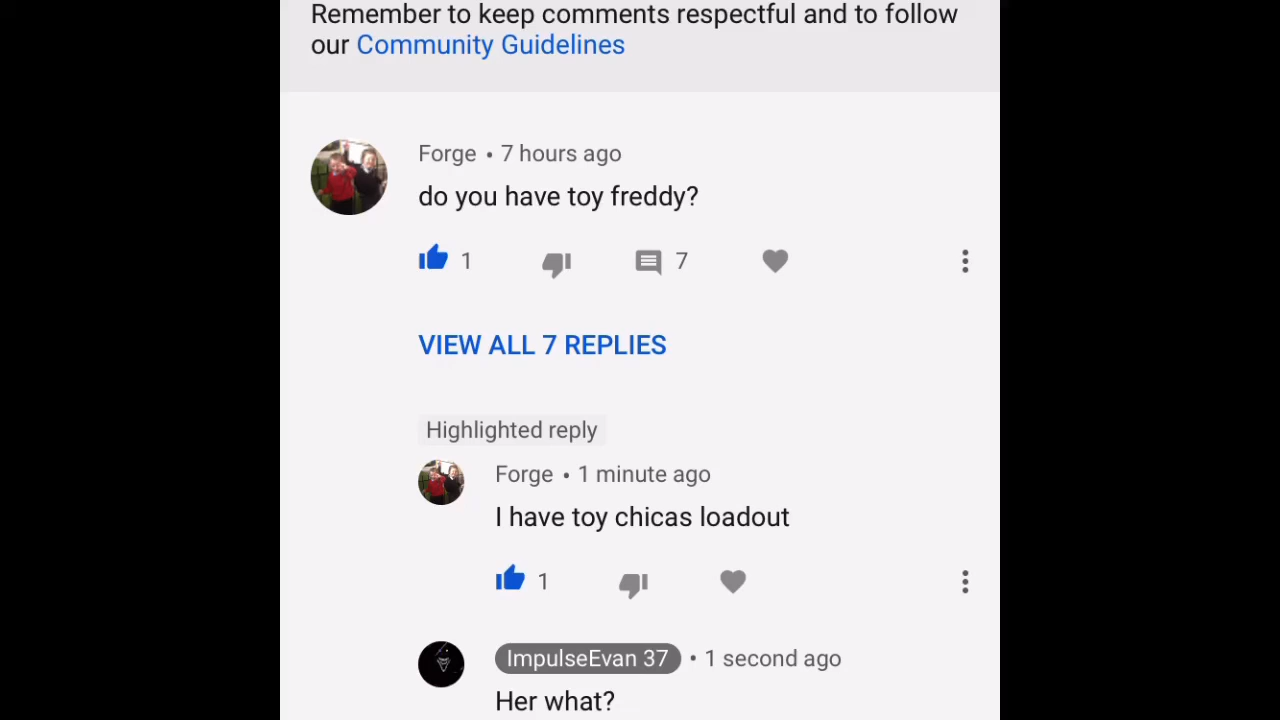 Remember to keep comments respectful and to follow
our Community Guidelines
Forge • 7 hours ago
do you have toy freddy?
1
7
VIEW ALL 7 REPLIES
Highlighted reply
Forge • 1 minute ago
I have toy chicas loadout
1
ImpulseEvan 37 • 1 second ago
Her what?